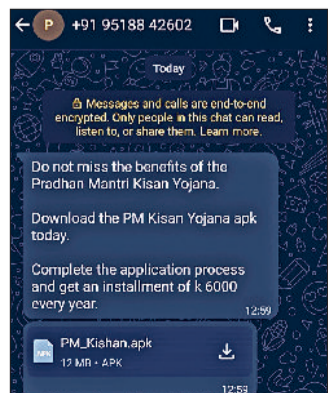 P +91 95188 42602
Today
Messages and calls are end-to-end
encrypted. Only people in this chat can read,
listen to, or share them. Learn more.
Do not miss the benefits of the
Pradhan Mantri Kisan Yojana.
Download the PM Kisan Yojana apk
today.
Complete the application process
and get an installment of k 6000
every year.
12:59
PM_Kishan.apk
APK
12 MB • APK
12:59